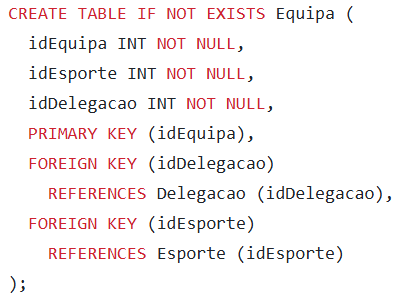 CREATE TABLE IF NOT EXISTS Equipa (
idEquipa INT NOT NULL,
idEsporte INT NOT NULL,
idDelegacao INT NOT NULL,
PRIMARY KEY (idEquipa),
FOREIGN KEY (idDelegacao)
REFERENCES Delegacao (idDelegacao),
FOREIGN KEY (idEsporte)
REFERENCES Esporte (idEsporte)
);